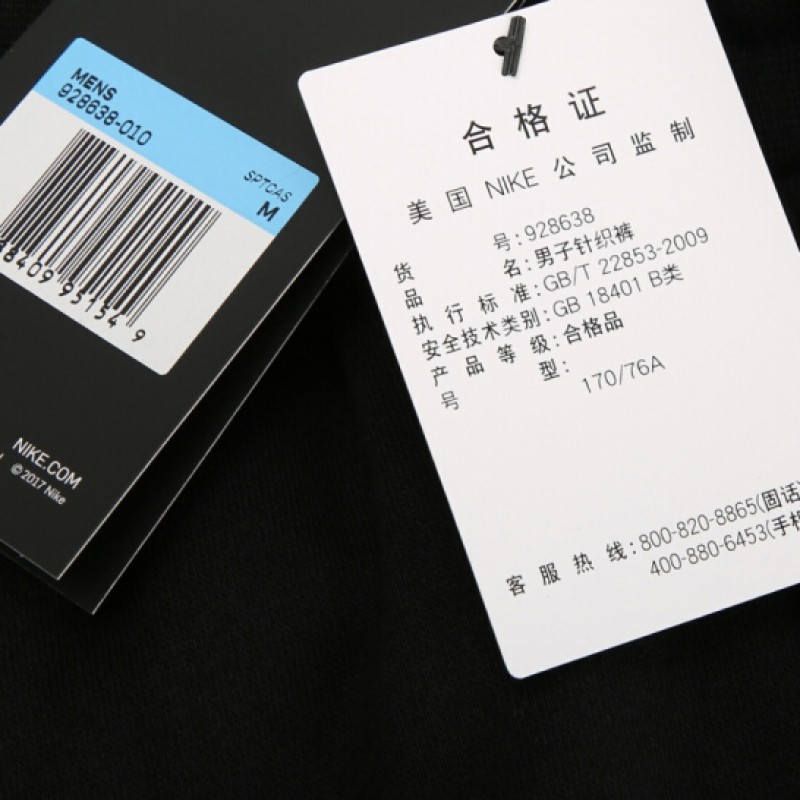 MENS
928638-010
SPTCAS
M
NIKE.COM
©2017 Nike
合格证
美国 NIKE 公司监制
货号:928638
品名:男子针织裤
执行标准:GB/T 22853-2009
安全技术类别:GB 18401 B类
产品等级:合格品
号型:170/76A
客服热线:800-820-8865(固话
400-880-6453(手机